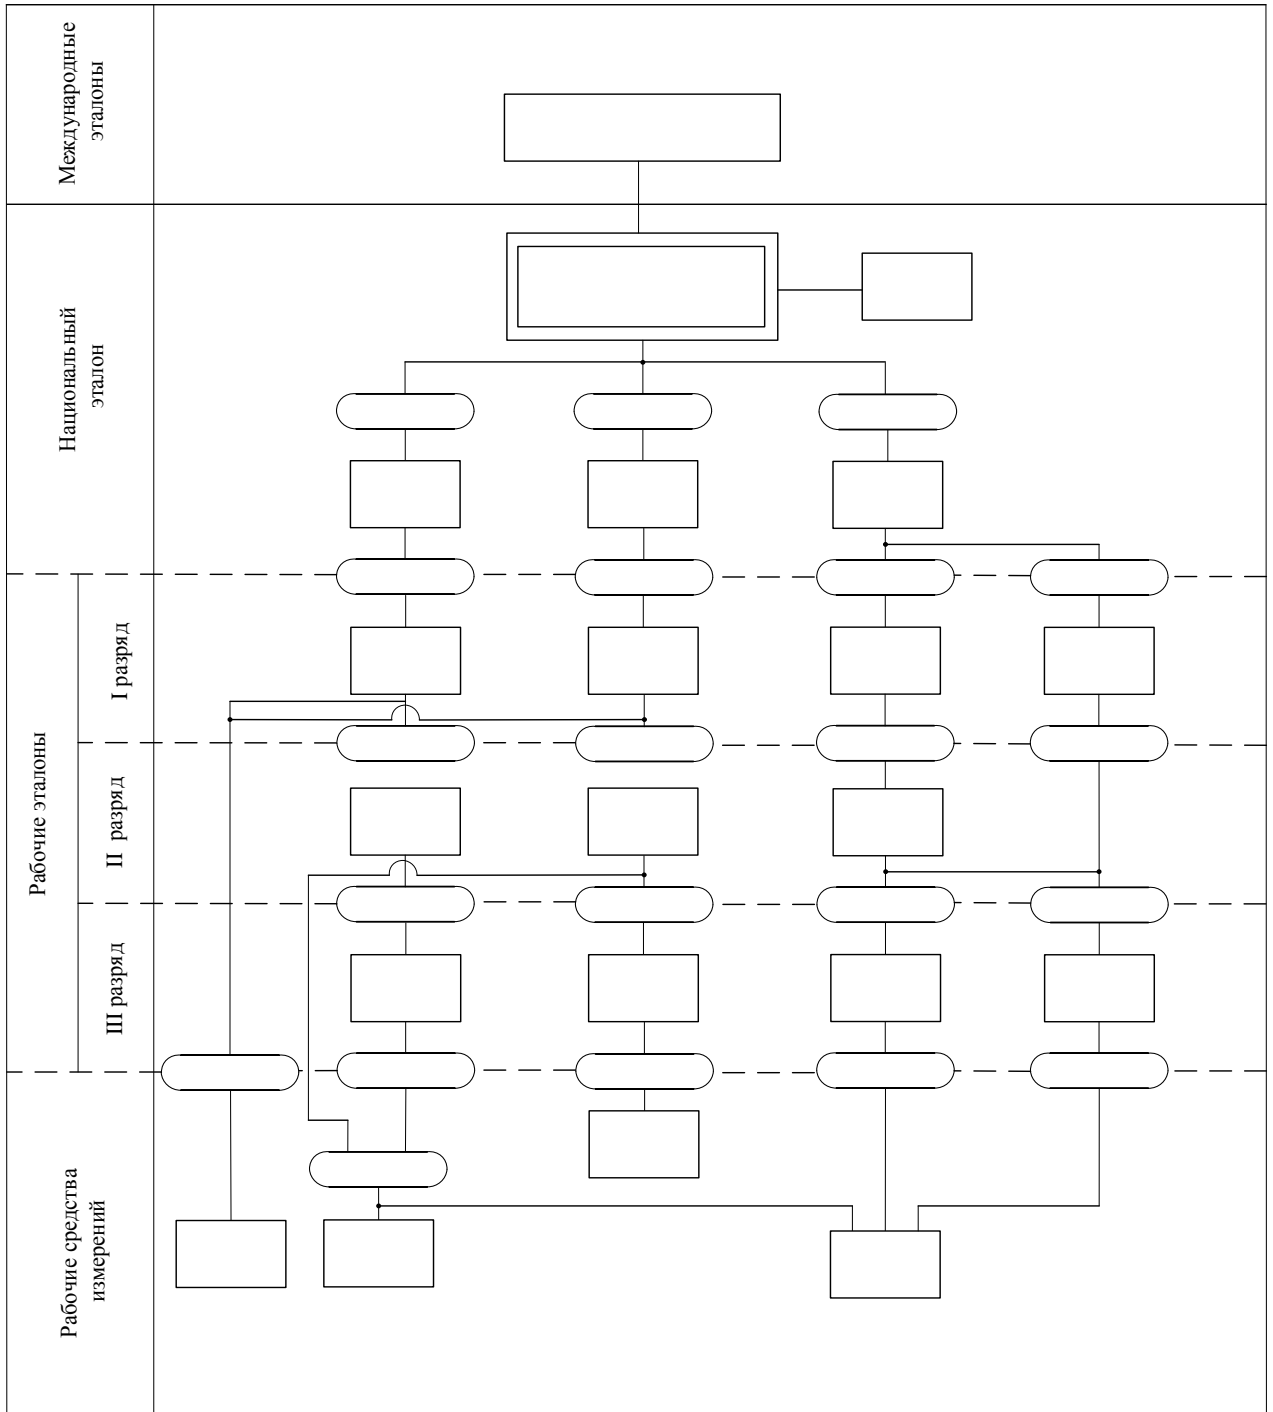 Международные
эталоны
Национальный
эталон
Рабочие эталоны
I разряд
II разряд
III разряд
Рабочие средства
измерений